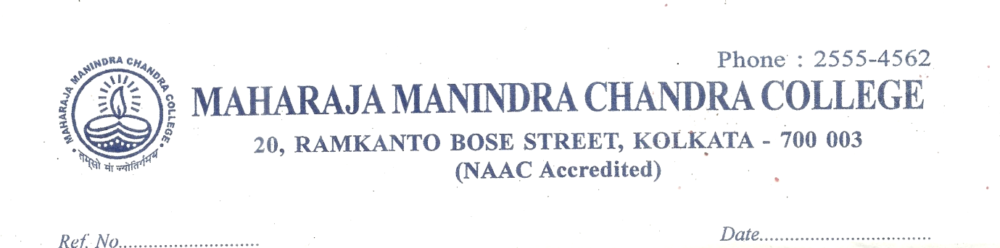 Phone : 2555-4562
MAHARAJA MANINDRA CHANDRA COLLEGE
MAHARAJA MANINDRA CHANDRA COLLEGE
तमसो मां ज्योतिर्गमय
20, RAMKANTO BOSE STREET, KOLKATA - 700 003
(NAAC Accredited)
Ref. No............................
Date..................................